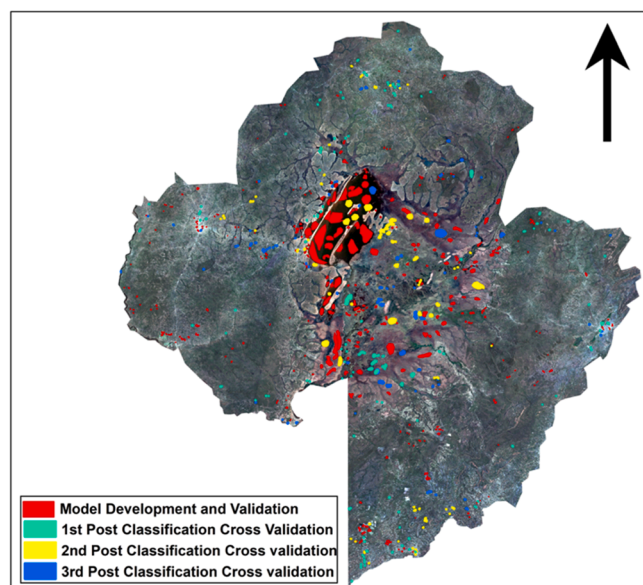 Model Development and Validation
1st Post Classification Cross Validation
2nd Post Classification Cross validation
3rd Post Classification Cross Validation